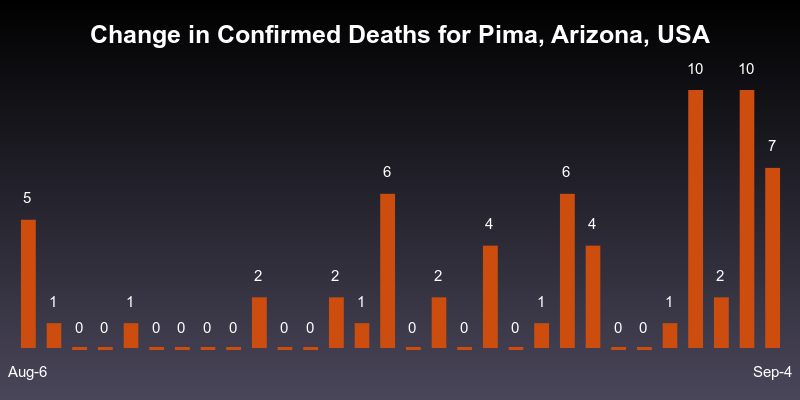 Change in Confirmed Deaths for Pima, Arizona, USA
5 1 0 0 1 0 0 0 0 2 0 0 2 1 6 0 2 0 4 0 1 6 4 0 0 1 10 2 10 7
Aug-6 Sep-4